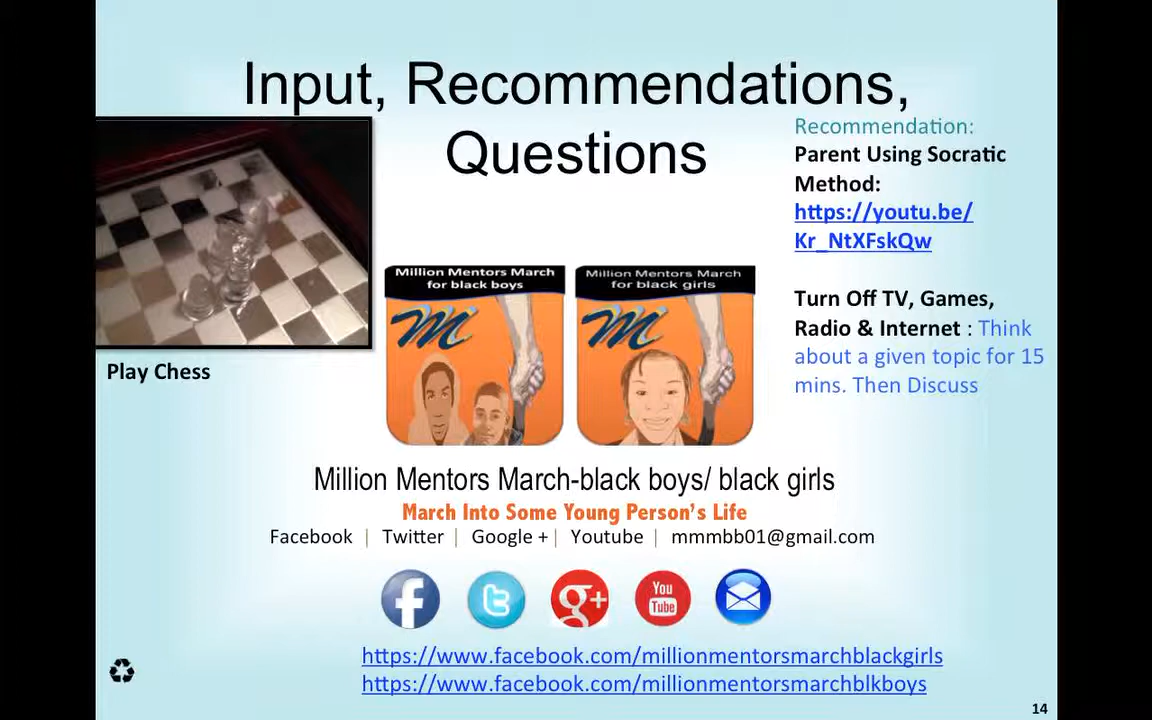 Input, Recommendations,
Questions
Recommendation:
Parent Using Socratic
Method:
https://youtu.be/
Kr_NtXFskQw
Turn Off TV, Games,
Radio & Internet : Think
about a given topic for 15
mins. Then Discuss
Play Chess
Million Mentors March
for black boys
M
Million Mentors March
for black girls
M
Million Mentors March-black boys/ black girls
March Into Some Young Person's Life
Facebook | Twitter | Google + | Youtube | mmmbb01@gmail.com
f
t
g+
You
Tube
https://www.facebook.com/millionmentorsmarchblackgirls
https://www.facebook.com/millionmentorsmarchblkboys
14